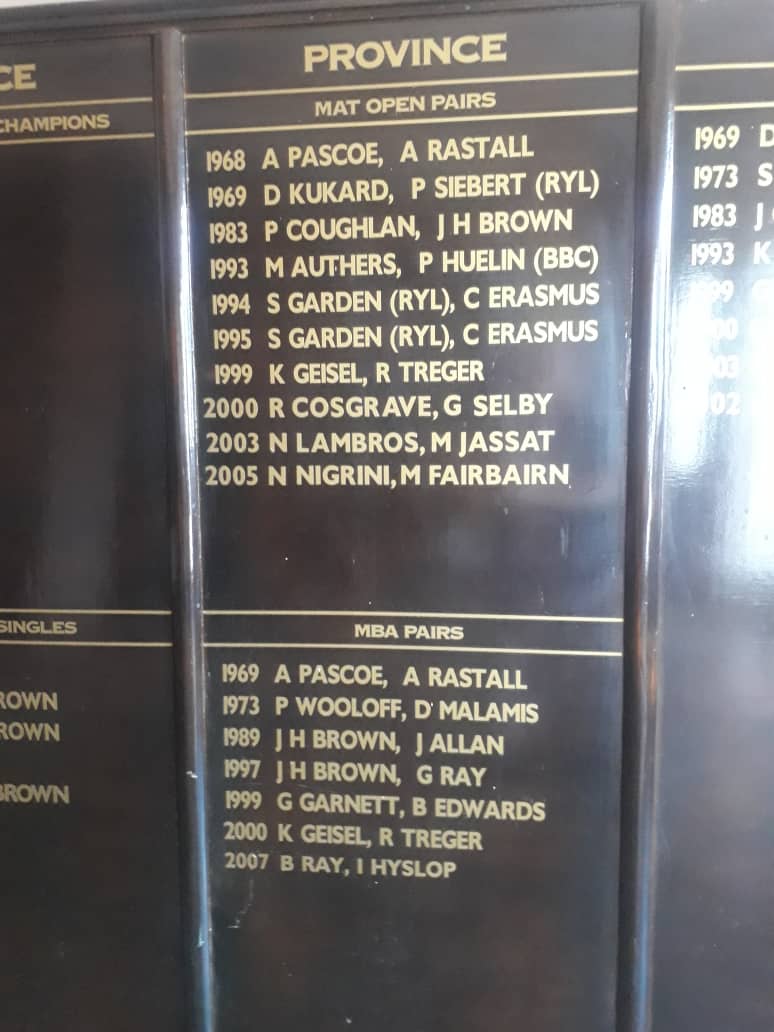 CE
CHAMPIONS
SINGLES
ROWN
ROWN
BROWN
PROVINCE
MAT OPEN PAIRS
1968 A PASCOE, A RASTALL
1969 D KUKARD, P SIEBERT (RYL)
1983 P COUGHLAN, J H BROWN
1993 M AUTHERS, P HUELIN (BBC)
1994 S GARDEN (RYL), C ERASMUS
1995 S GARDEN (RYL), C ERASMUS
1999 K GEISEL, R TREGER
2000 R COSGRAVE, G SELBY
2003 N LAMBROS, M JASSAT
2005 N NIGRINI, M FAIRBAIRN
MBA PAIRS
1969 A PASCOE, A RASTALL
1973 P WOOLOFF, D MALAMIS
1989 J H BROWN, J ALLAN
1997 J H BROWN, G RAY
1999 G GARNETT, B EDWARDS
2000 K GEISEL, R TREGER
2007 B RAY, I HYSLOP
1969 D
1973 S
1983 J
1993 K